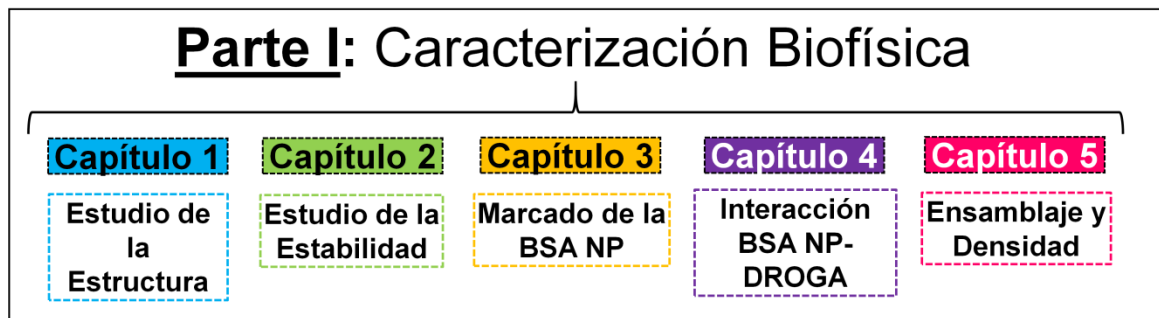 Parte I: Caracterización Biofísica
Capítulo 1
Capítulo 2
Capítulo 3
Capítulo 4
Capítulo 5
Estudio de
la
Estructura
Estudio de la
Estabilidad
Marcado de la
BSA NP
Interacción
BSA NP-
DROGA
Ensamblaje y
Densidad